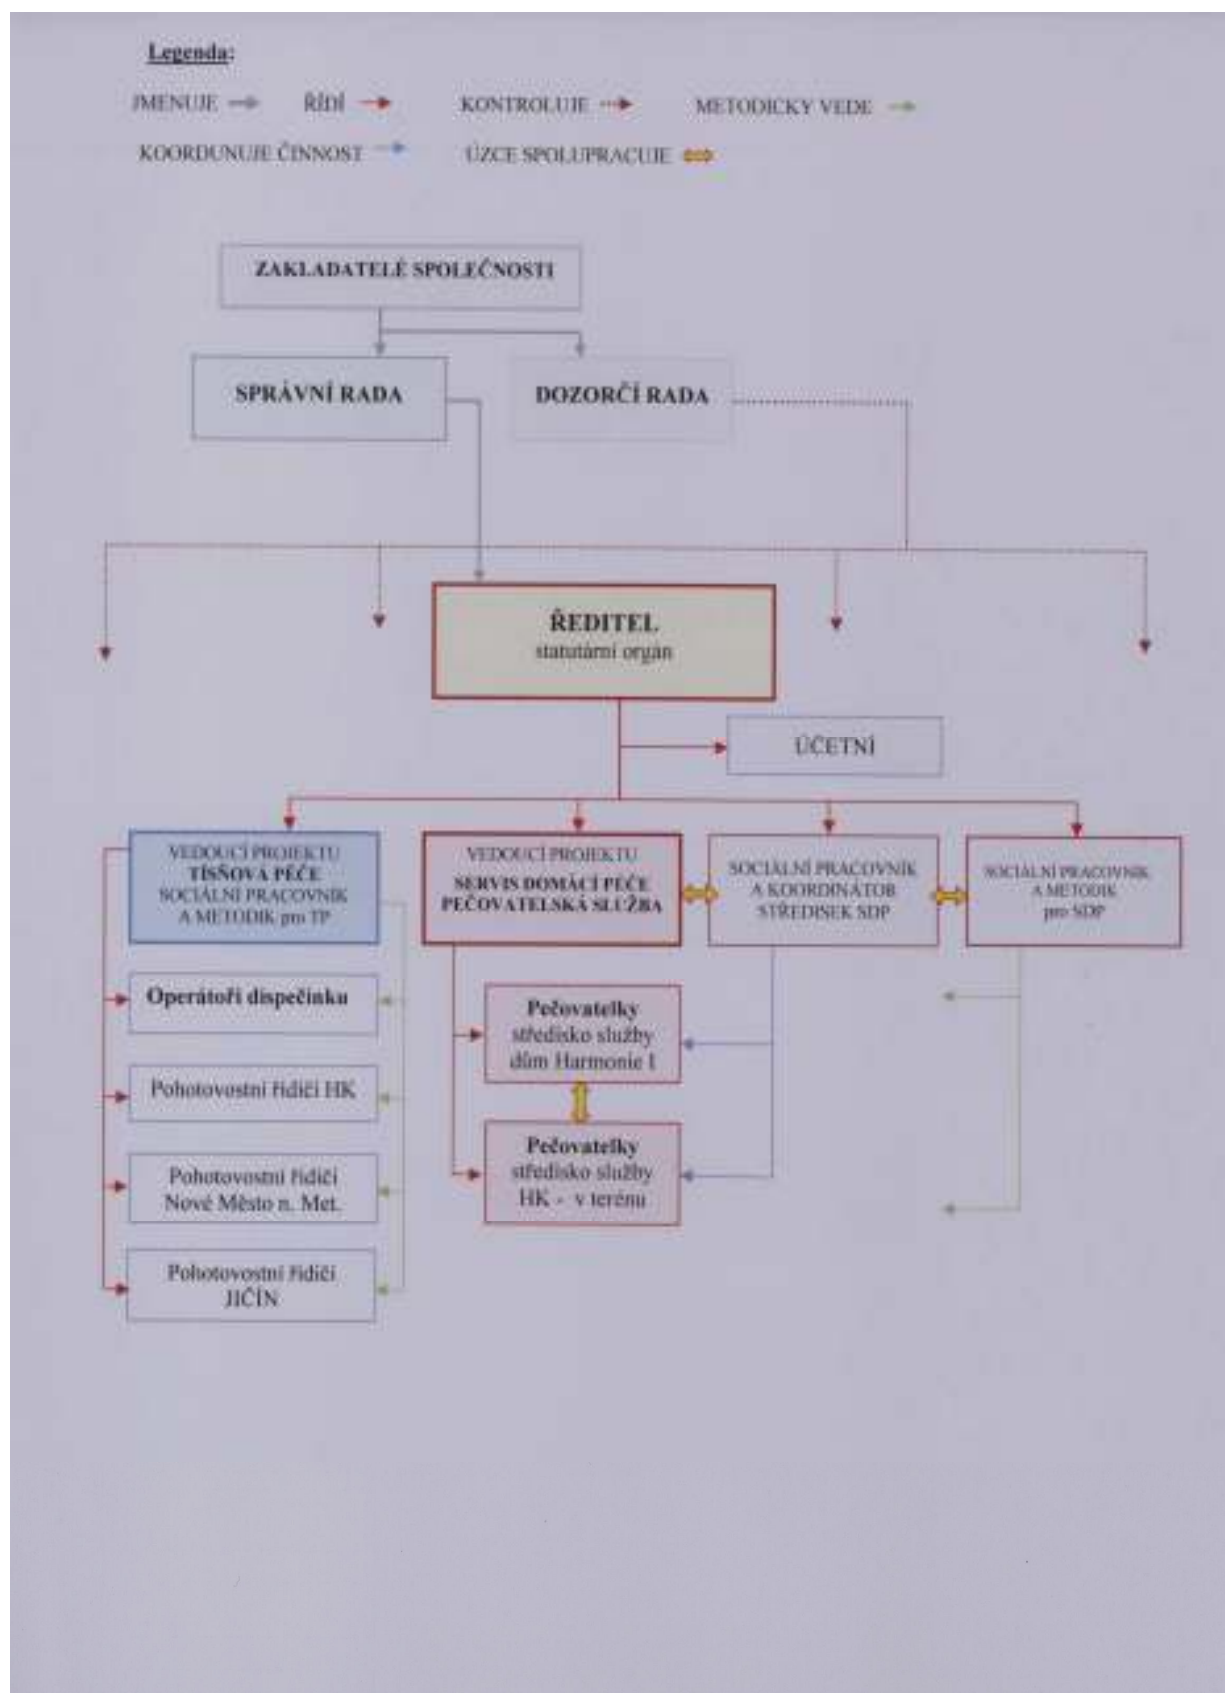 Legenda:
JMENUJE ŘÍDÍ KONTROLUJE METODICKY VEDE
KOORDUNUJE ČINNOST ÚZCE SPOLUPRACUJE
ZAKLADATELÉ SPOLEČNOSTI
SPRÁVNÍ RADA DOZORČÍ RADA
ŘEDITEL
statutární orgán
ÚČETNÍ
VEDOUCÍ PROJEKTU
TÍSŇOVÁ PÉČE
SOCIÁLNÍ PRACOVNÍK
A METODIK pro TP
VEDOUCÍ PROJEKTU
SERVIS DOMÁCÍ PÉČE
PEČOVATELSKÁ SLUŽBA
SOCIÁLNÍ PRACOVNÍK
A KOORDINÁTOR
STŘEDISEK SDP
SOCIÁLNÍ PRACOVNÍK
A METODIK
pro SDP
Operátoři dispečinku
Pohotovostní řidiči HK
Pohotovostní řidiči
Nové Město n. Met.
Pohotovostní řidiči
JIČÍN
Pečovatelky
středisko služby
dům Harmonie I
Pečovatelky
středisko služby
HK - v terénu